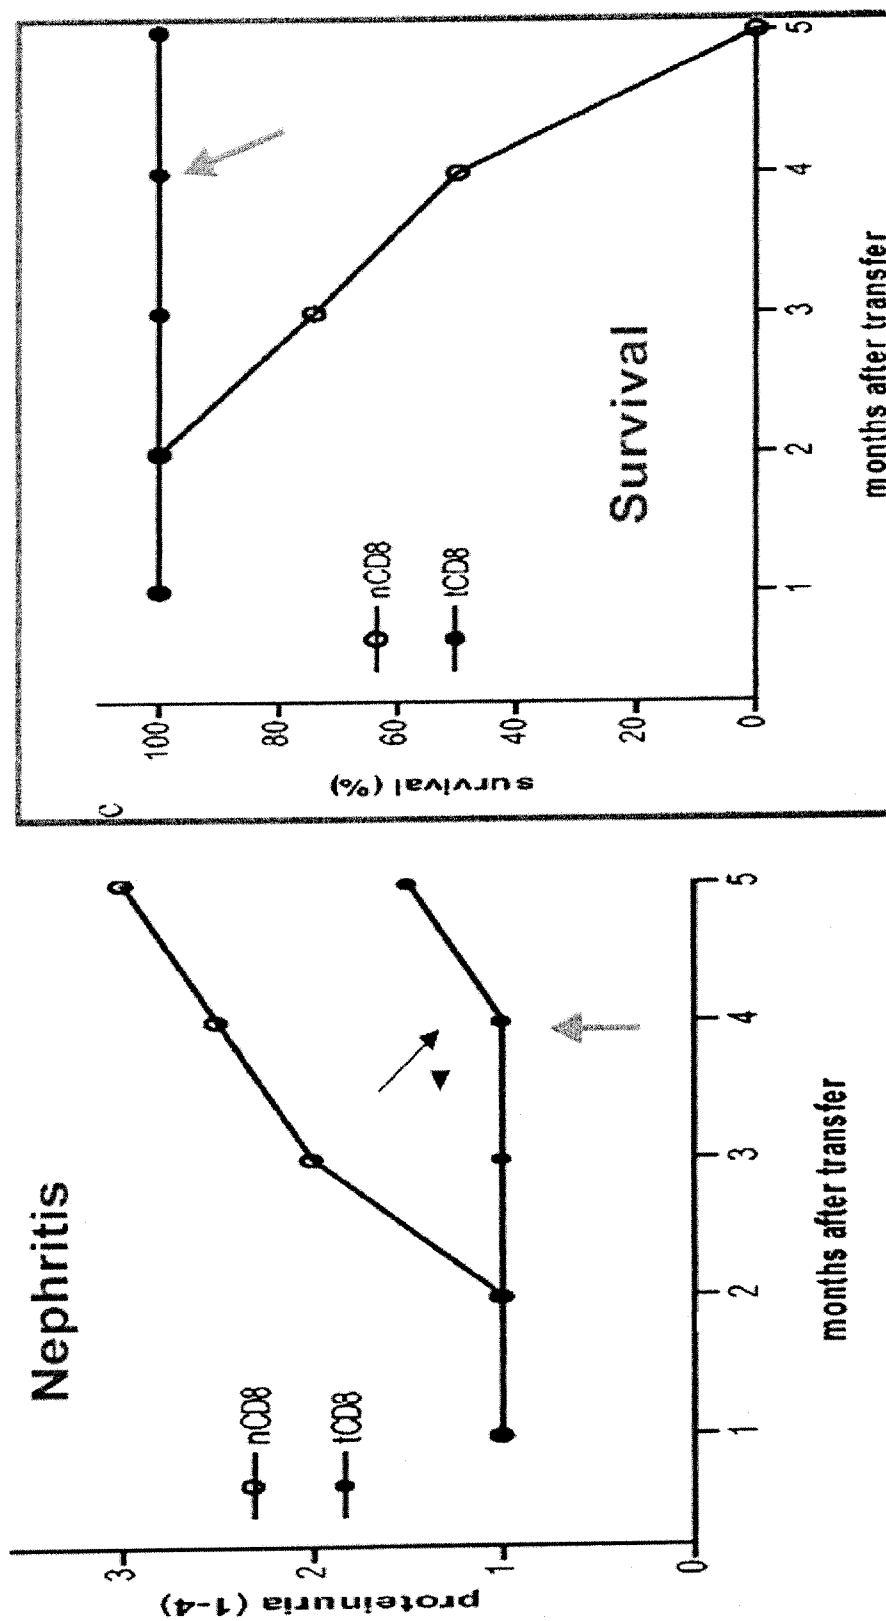 Nephritis
nCD8
tCD8
proteinuria (1-4)
3
2
1
0
1
2
3
4
5
months after transfer
C
survival (%)
100
80
60
40
20
0
nCD8
tCD8
Survival
1
2
3
4
5
months after transfer